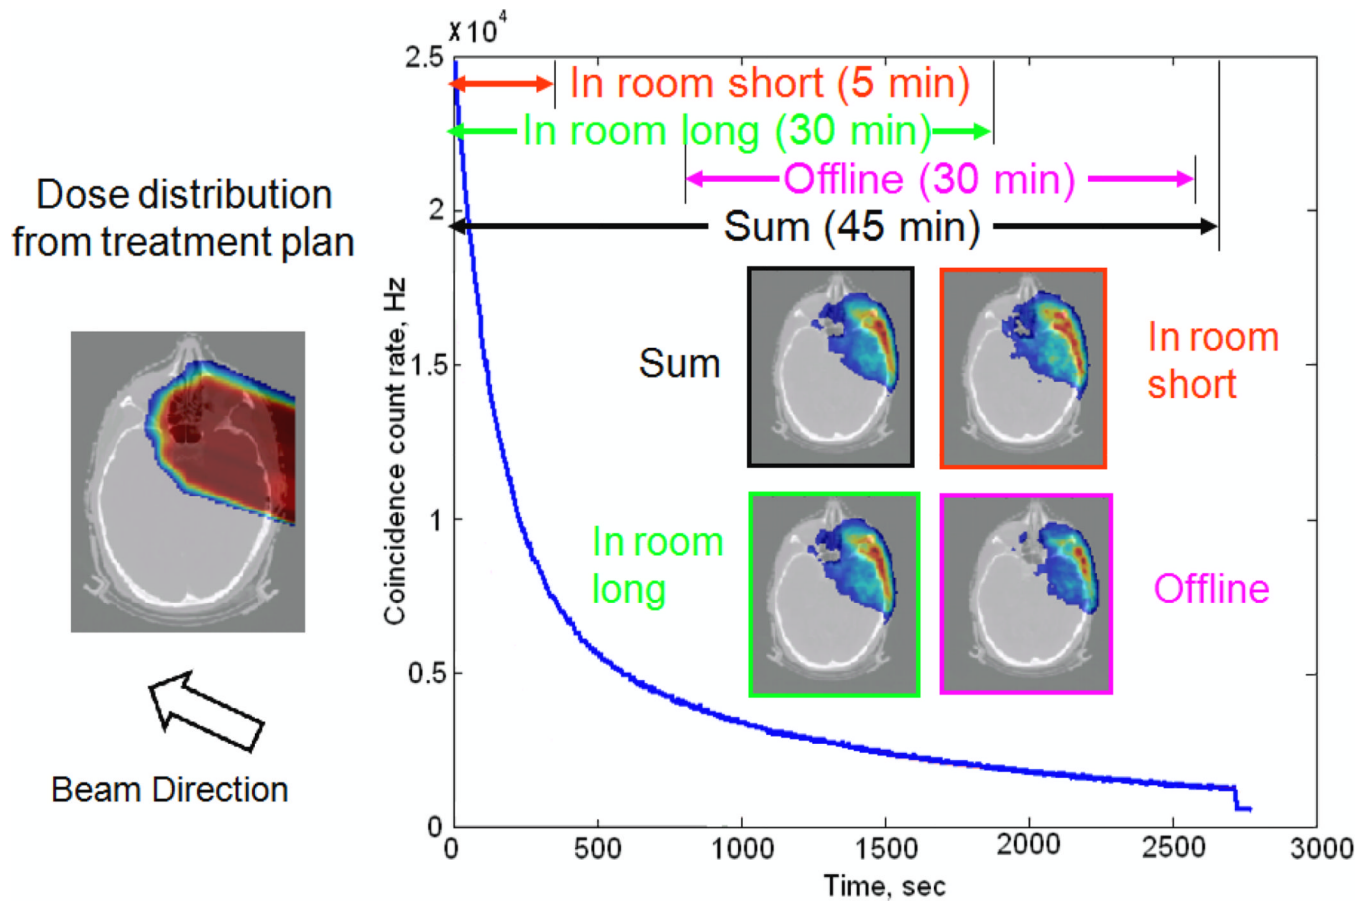 Dose distribution
from treatment plan
Beam Direction
x10⁴
2.5
2
1.5
1
0.5
0
Coincidence count rate, Hz
0 500 1000 1500 2000 2500 3000
Time, sec
In room short (5 min)
In room long (30 min)
Offline (30 min)
Sum (45 min)
Sum
In room
short
In room
long
Offline